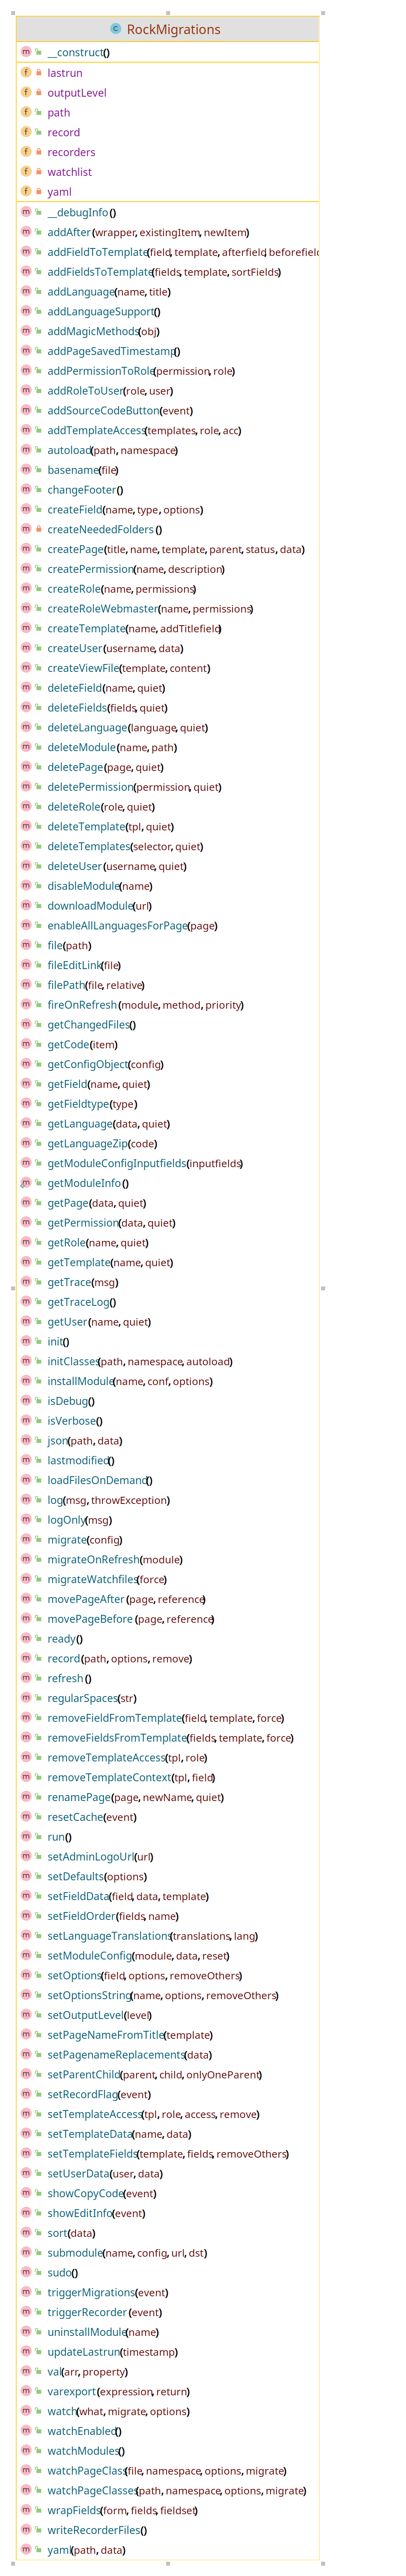 RockMigrations
__construct()
lastrun
outputLevel
path
record
recorders
watchlist
yaml
__debugInfo()
addAfter(wrapper, existingItem, newItem)
addFieldToTemplate(field, template, afterfield, beforefield
addFieldsToTemplate(fields, template, sortFields)
addLanguage(name, title)
addLanguageSupport()
addMagicMethods(obj)
addPageSavedTimestamp()
addPermissionToRole(permission, role)
addRoleToUser(role, user)
addSourceCodeButton(event)
addTemplateAccess(templates, role, acc)
autoload(path, namespace)
basename(file)
changeFooter()
createField(name, type, options)
createNeededFolders()
createPage(title, name, template, parent, status, data)
createPermission(name, description)
createRole(name, permissions)
createRoleWebmaster(name, permissions)
createTemplate(name, addTitlefield)
createUser(username, data)
createViewFile(template, content)
deleteField(name, quiet)
deleteFields(fields, quiet)
deleteLanguage(language, quiet)
deleteModule(name, path)
deletePage(page, quiet)
deletePermission(permission, quiet)
deleteRole(role, quiet)
deleteTemplate(tpl, quiet)
deleteTemplates(selector, quiet)
deleteUser(username, quiet)
disableModule(name)
downloadModule(url)
enableAllLanguagesForPage(page)
file(path)
fileEditLink(file)
filePath(file, relative)
fireOnRefresh(module, method, priority)
getChangedFiles()
getCode(item)
getConfigObject(config)
getField(name, quiet)
getFieldtype(type)
getLanguage(data, quiet)
getLanguageZip(code)
getModuleConfigInputfields(inputfields)
getModuleInfo()
getPage(data, quiet)
getPermission(data, quiet)
getRole(name, quiet)
getTemplate(name, quiet)
getTrace(msg)
getTraceLog()
getUser(name, quiet)
init()
initClasses(path, namespace, autoload)
installModule(name, conf, options)
isDebug()
isVerbose()
json(path, data)
lastmodified()
loadFilesOnDemand()
log(msg, throwException)
logOnly(msg)
migrate(config)
migrateOnRefresh(module)
migrateWatchfiles(force)
movePageAfter(page, reference)
movePageBefore(page, reference)
ready()
record(path, options, remove)
refresh()
regularSpaces(str)
removeFieldFromTemplate(field, template, force)
removeFieldsFromTemplate(fields, template, force)
removeTemplateAccess(tpl, role)
removeTemplateContext(tpl, field)
renamePage(page, newName, quiet)
resetCache(event)
run()
setAdminLogoUrl(url)
setDefaults(options)
setFieldData(field, data, template)
setFieldOrder(fields, name)
setLanguageTranslations(translations, lang)
setModuleConfig(module, data, reset)
setOptions(field, options, removeOthers)
setOptionsString(name, options, removeOthers)
setOutputLevel(level)
setPageNameFromTitle(template)
setPagenameReplacements(data)
setParentChild(parent, child, onlyOneParent)
setRecordFlag(event)
setTemplateAccess(tpl, role, access, remove)
setTemplateData(name, data)
setTemplateFields(template, fields, removeOthers)
setUserData(user, data)
showCopyCode(event)
showEditInfo(event)
sort(data)
submodule(name, config, url, dst)
sudo()
triggerMigrations(event)
triggerRecorder(event)
uninstallModule(name)
updateLastrun(timestamp)
val(arr, property)
varexport(expression, return)
watch(what, migrate, options)
watchEnabled()
watchModules()
watchPageClass(file, namespace, options, migrate)
watchPageClasses(path, namespace, options, migrate)
wrapFields(form, fields, fieldset)
writeRecorderFiles()
yaml(path, data)